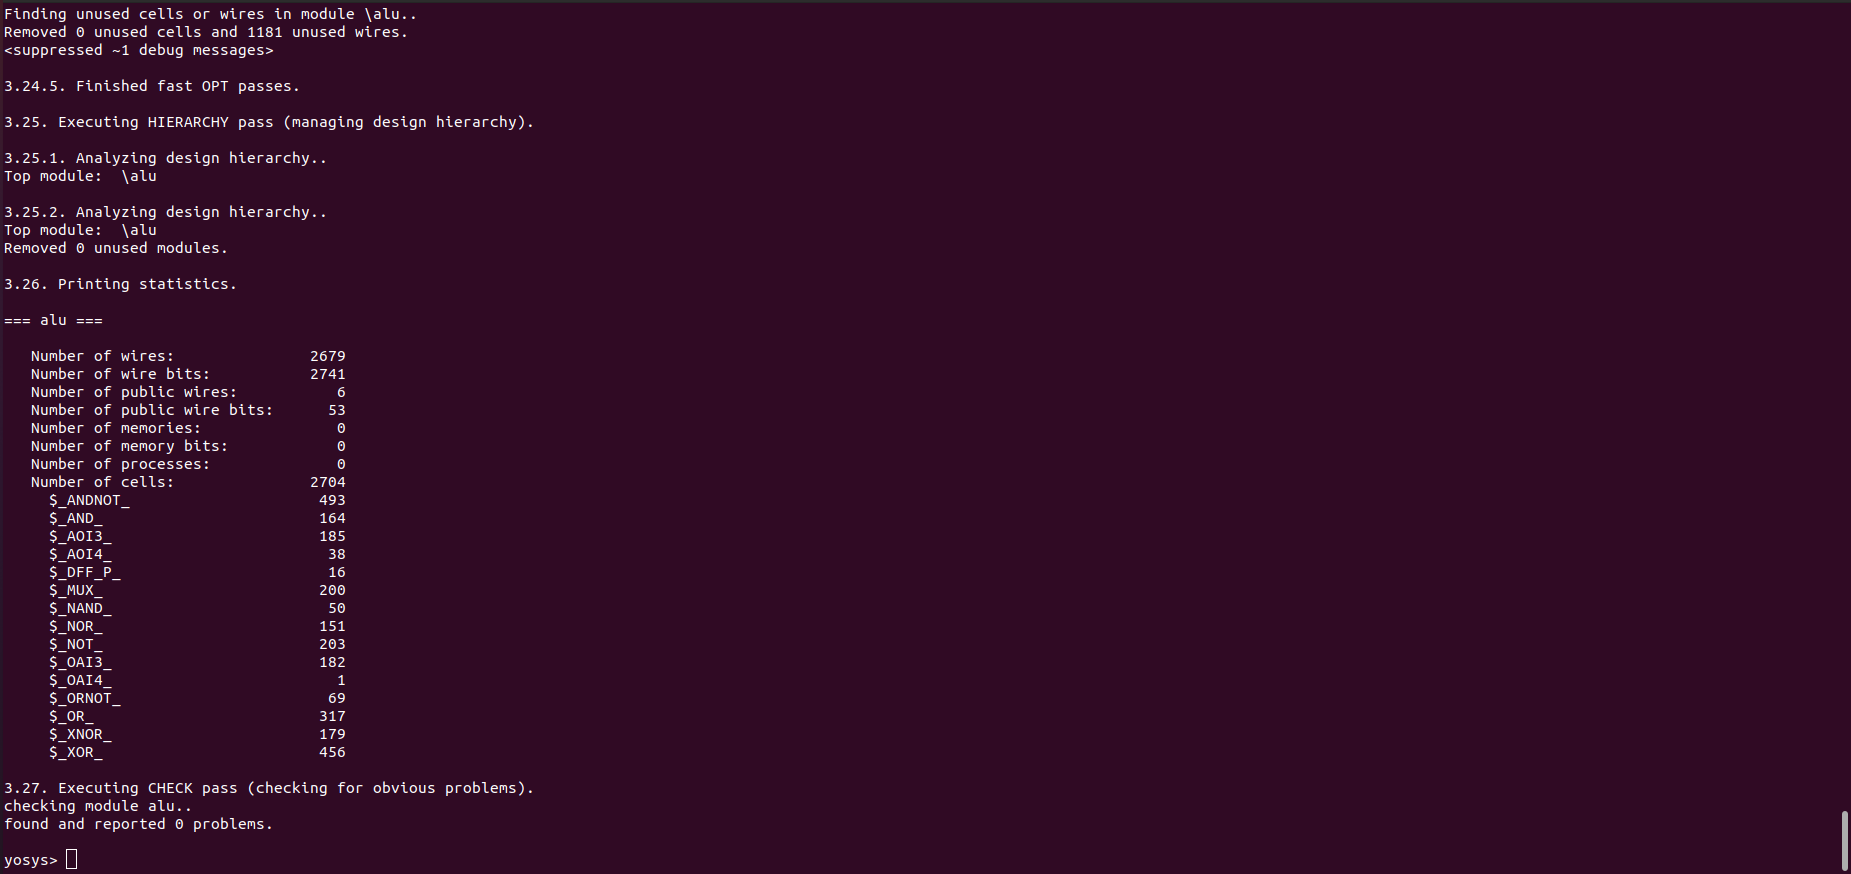 Finding unused cells or wires in module \alu..
Removed 0 unused cells and 1181 unused wires.
<suppressed ~1 debug messages>
3.24.5. Finished fast OPT passes.
3.25. Executing HIERARCHY pass (managing design hierarchy).
3.25.1. Analyzing design hierarchy..
Top module:  \alu
3.25.2. Analyzing design hierarchy..
Top module:  \alu
Removed 0 unused modules.
3.26. Printing statistics.
=== alu ===
Number of wires: 2679
Number of wire bits: 2741
Number of public wires: 6
Number of public wire bits: 53
Number of memories: 0
Number of memory bits: 0
Number of processes: 0
Number of cells: 2704
$_ANDNOT_ 493
$_AND_ 164
$_AOI3_ 185
$_AOI4_ 38
$_DFF_P_ 16
$_MUX_ 200
$_NAND_ 50
$_NOR_ 151
$_NOT_ 203
$_OAI3_ 182
$_OAI4_ 1
$_ORNOT_ 69
$_OR_ 317
$_XNOR_ 179
$_XOR_ 456
3.27. Executing CHECK pass (checking for obvious problems).
checking module alu..
found and reported 0 problems.
yosys>